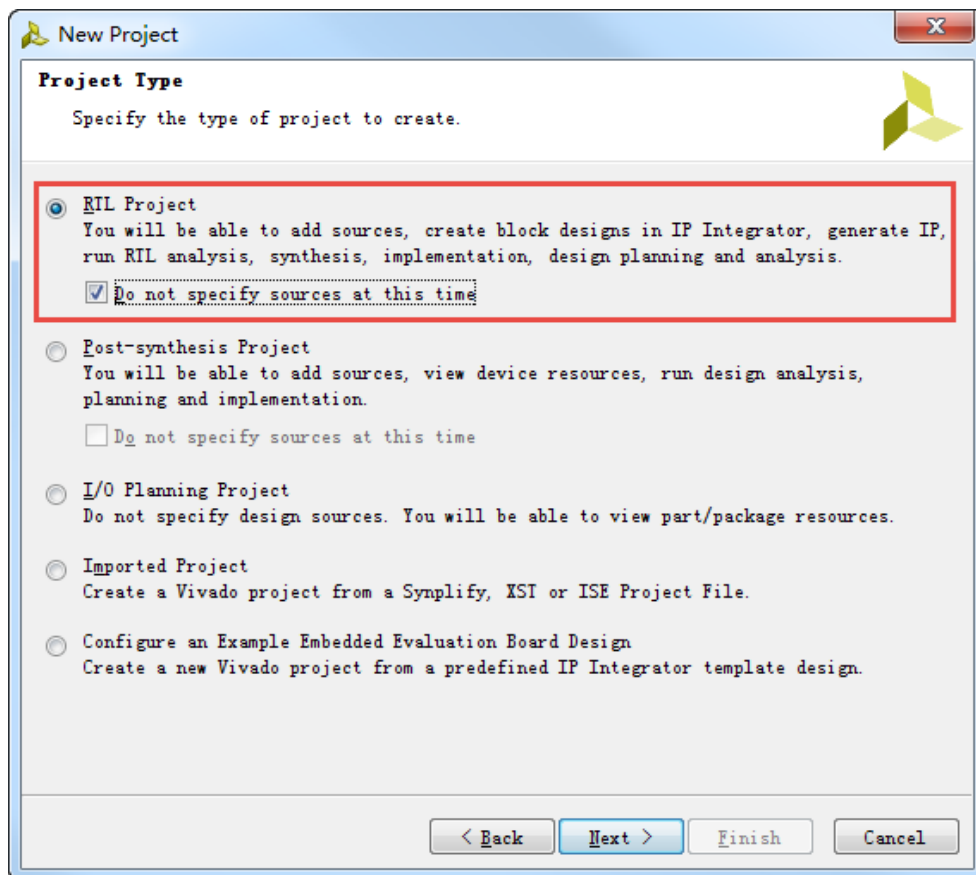 New Project
Project Type
Specify the type of project to create.
RTL Project
You will be able to add sources, create block designs in IP Integrator, generate IP,
run RTL analysis, synthesis, implementation, design planning and analysis.
Do not specify sources at this time
Post-synthesis Project
You will be able to add sources, view device resources, run design analysis,
planning and implementation.
Do not specify sources at this time
I/O Planning Project
Do not specify design sources. You will be able to view part/package resources.
Imported Project
Create a Vivado project from a Synplify, XST or ISE Project File.
Configure an Example Embedded Evaluation Board Design
Create a new Vivado project from a predefined IP Integrator template design.
< Back Next > Finish Cancel